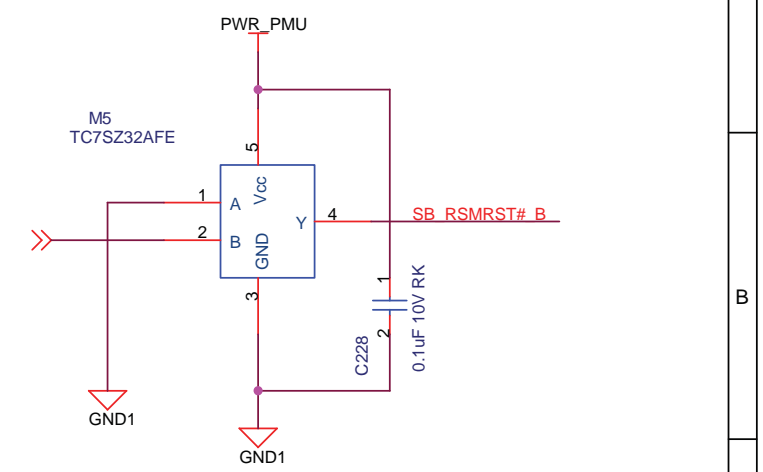 PWR_PMU
M5
TC7SZ32AFE
5
Vcc
1
A
4
Y
SB_RSMRST#_B
2
B
GND
3
1
2
C228
0.1uF 10V RK
B
GND1
GND1